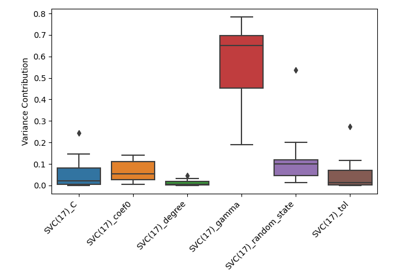 Variance Contribution
0.8
0.7
0.6
0.5
0.4
0.3
0.2
0.1
0.0
SVC(17)_C
SVC(17)_coef0
SVC(17)_degree
SVC(17)_gamma
SVC(17)_random_state
SVC(17)_tol